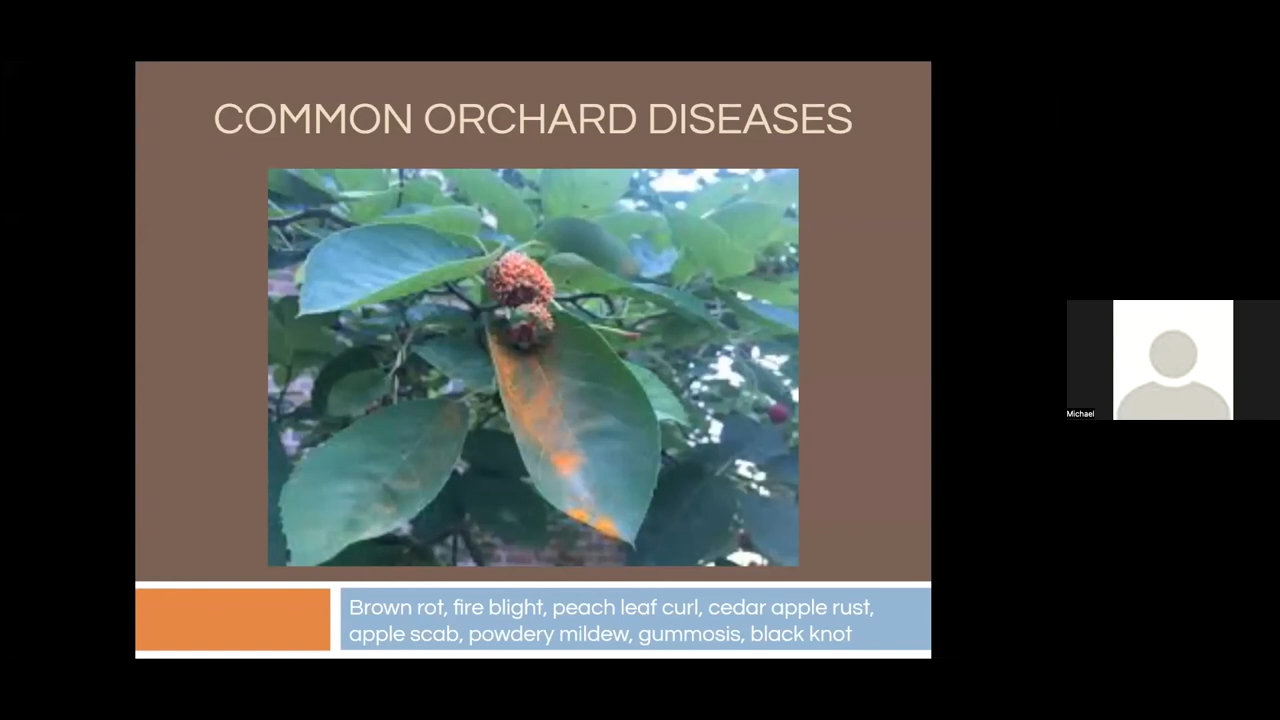 COMMON ORCHARD DISEASES
Brown rot, fire blight, peach leaf curl, cedar apple rust,
apple scab, powdery mildew, gummosis, black knot
Michael